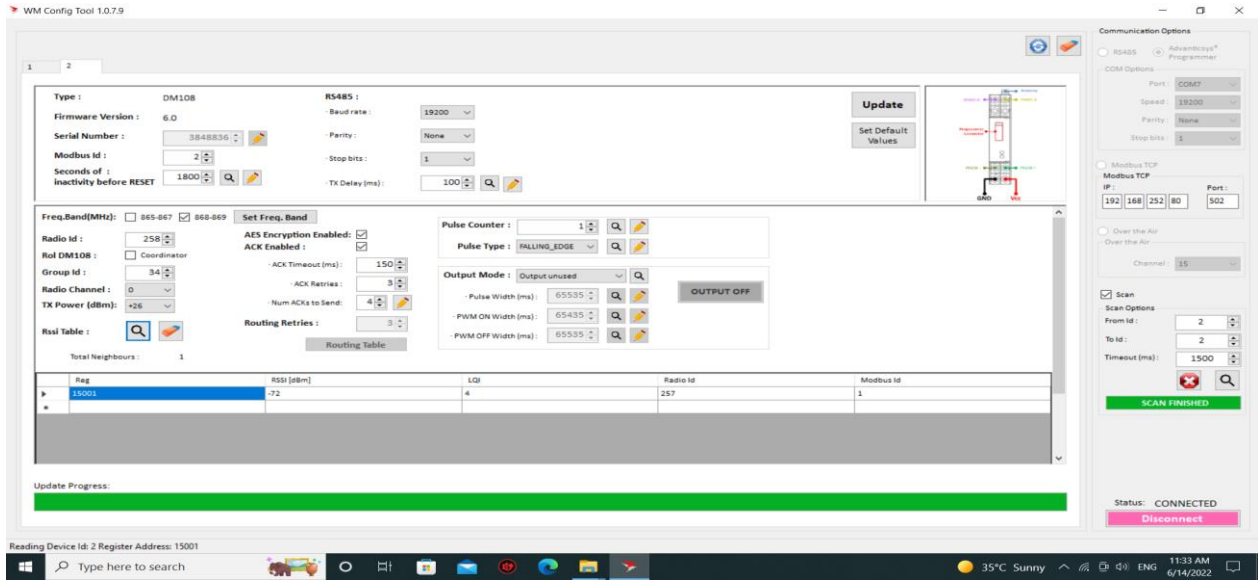 WM Config Tool 1.0.7.9
1 2
Type : DM108
Firmware Version : 6.0
Serial Number : 3848836
Modbus Id : 2
Seconds of : inactivity before RESET 1800
RS485 :
· Baud rate : 19200
· Parity : None
· Stop bits : 1
· TX Delay (ms) : 100
Update
Set Default Values
GND Vcc
Freq.Band(MHz): 865-867 868-869 Set Freq. Band
Radio Id : 258
Rol DM108 : Coordinator
Group Id : 34
Radio Channel : 0
TX Power (dBm): +26
Rssi Table :
Total Neighbours : 1
AES Encryption Enabled:
ACK Enabled :
· ACK Timeout (ms) : 150
· ACK Retries : 3
· Num ACKs to Send: 4
Routing Retries : 3
Routing Table
Pulse Counter : 1
Pulse Type : FALLING_EDGE
Output Mode : Output unused
· Pulse Width (ms) : 65535
· PWM ON Width (ms) : 65435
· PWM OFF Width (ms) : 65535
OUTPUT OFF
Reg RSSI [dBm] LQI Radio Id Modbus Id
15001 -72 4 257 1
Update Progress:
Communication Options
RS485 Advanticsys® Programmer
COM Options
Port : COM7
Speed : 19200
Parity : None
Stop bits : 1
Modbus TCP
Modbus TCP
IP : Port :
192 168 252 80 502
Over the Air
Over the Air
Channel : 15
Scan
Scan Options
From Id : 2
To Id : 2
Timeout (ms) : 1500
SCAN FINISHED
Status: CONNECTED
Disconnect
Reading Device Id: 2 Register Address: 15001
Type here to search
35°C Sunny ENG 11:33 AM
6/14/2022